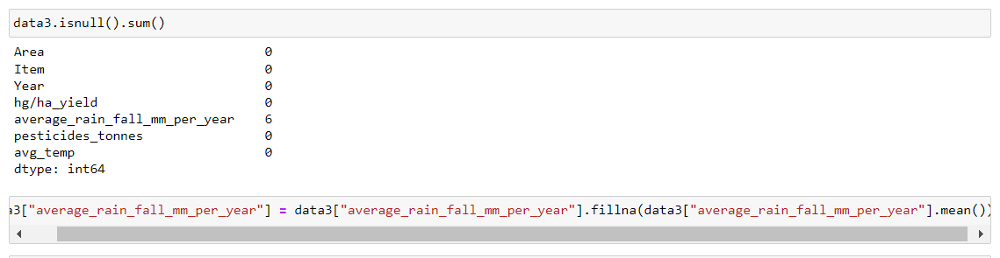 data3.isnull().sum()
Area 0
Item 0
Year 0
hg/ha_yield 0
average_rain_fall_mm_per_year 6
pesticides_tonnes 0
avg_temp 0
dtype: int64
a3["average_rain_fall_mm_per_year"] = data3["average_rain_fall_mm_per_year"].fillna(data3["average_rain_fall_mm_per_year"].mean())